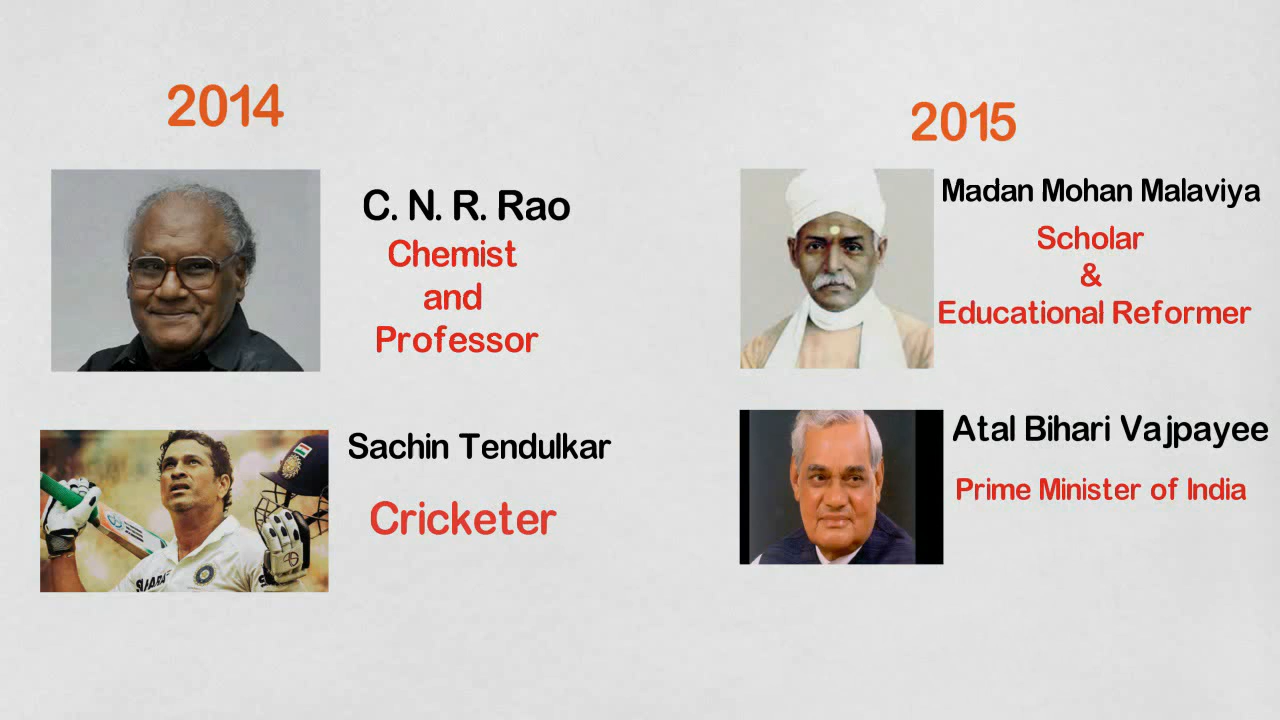 2014
C. N. R. Rao
Chemist
and
Professor
Sachin Tendulkar
Cricketer
SAHARA
2015
Madan Mohan Malaviya
Scholar
&
Educational Reformer
Atal Bihari Vajpayee
Prime Minister of India